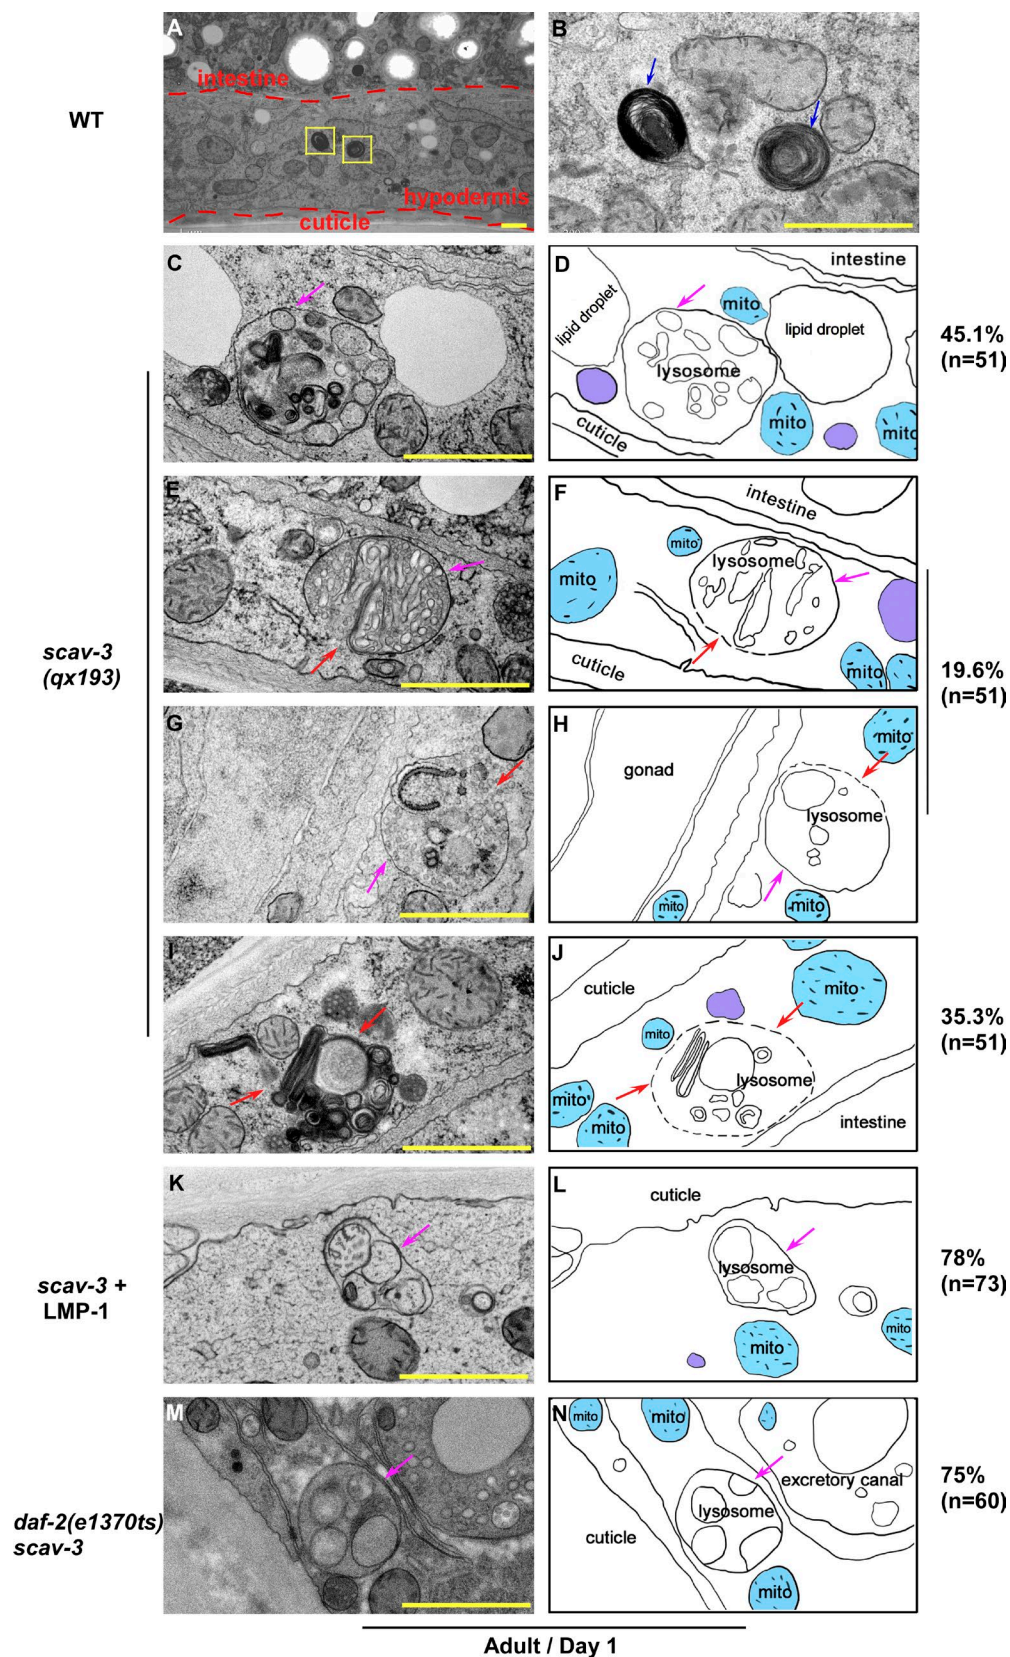 A
B
WT
intestine
hypodermis
cuticle
C
D
intestine
mito
lipid droplet
lipid droplet
lysosome
mito
mito
cuticle
45.1%
(n=51)
E
F
intestine
mito
lysosome
mito
cuticle
mito
mito
scav-3
(qx193)
19.6%
(n=51)
G
H
mito
gonad
lysosome
mito
mito
I
J
cuticle
mito
mito
lysosome
mito
mito
intestine
35.3%
(n=51)
K
L
cuticle
lysosome
mito
mito
scav-3 +
LMP-1
78%
(n=73)
M
N
mito
mito
excretory canal
lysosome
cuticle
mito
daf-2(e1370ts)
scav-3
75%
(n=60)
Adult / Day 1